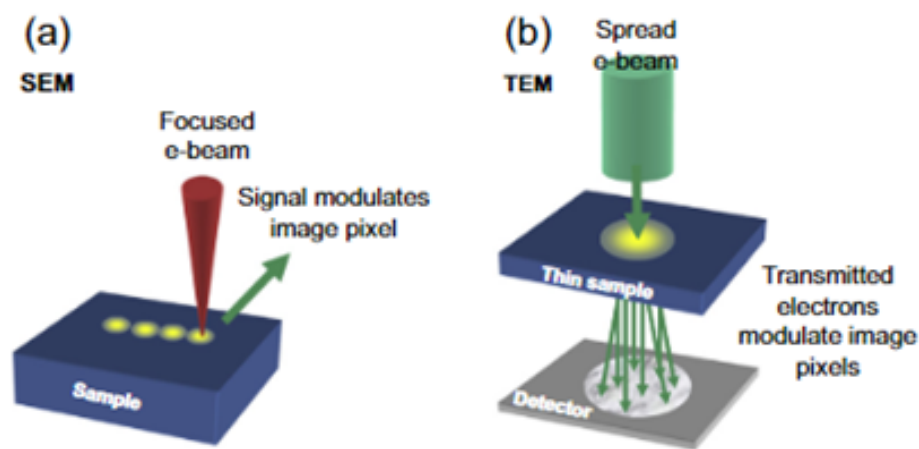 (a)
SEM
Focused
e-beam
Signal modulates
image pixel
Sample
(b)
TEM
Spread
e-beam
Thin sample
Transmitted
electrons
modulate image
pixels
Detector